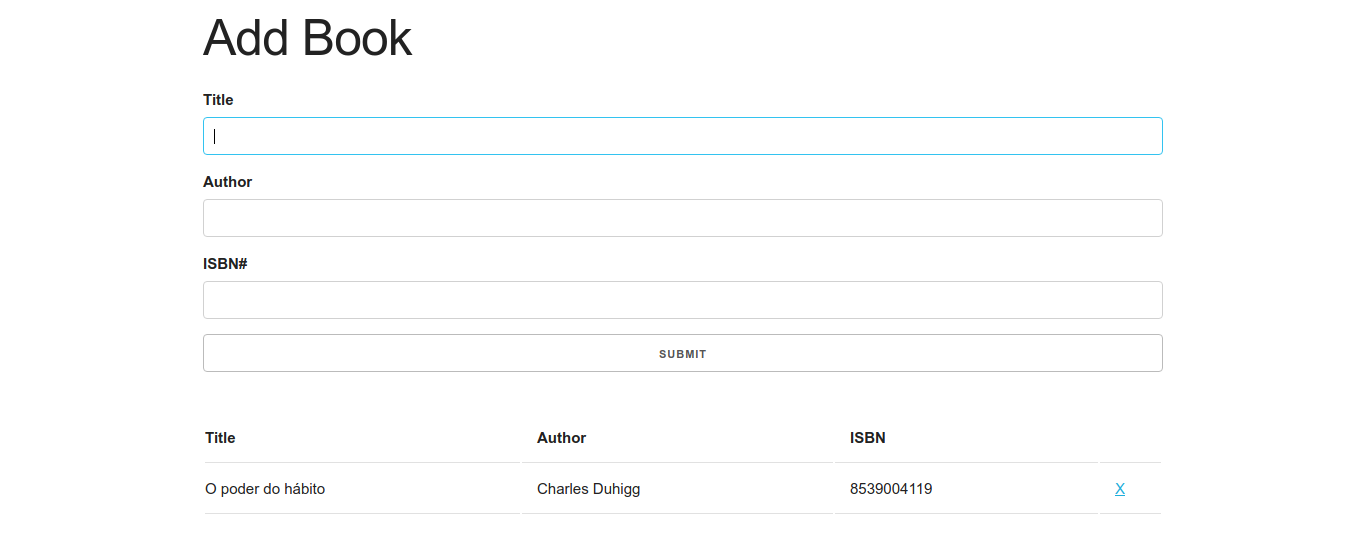 Add Book
Title
Author
ISBN#
SUBMIT
Title Author ISBN
O poder do hábito Charles Duhigg 8539004119 X